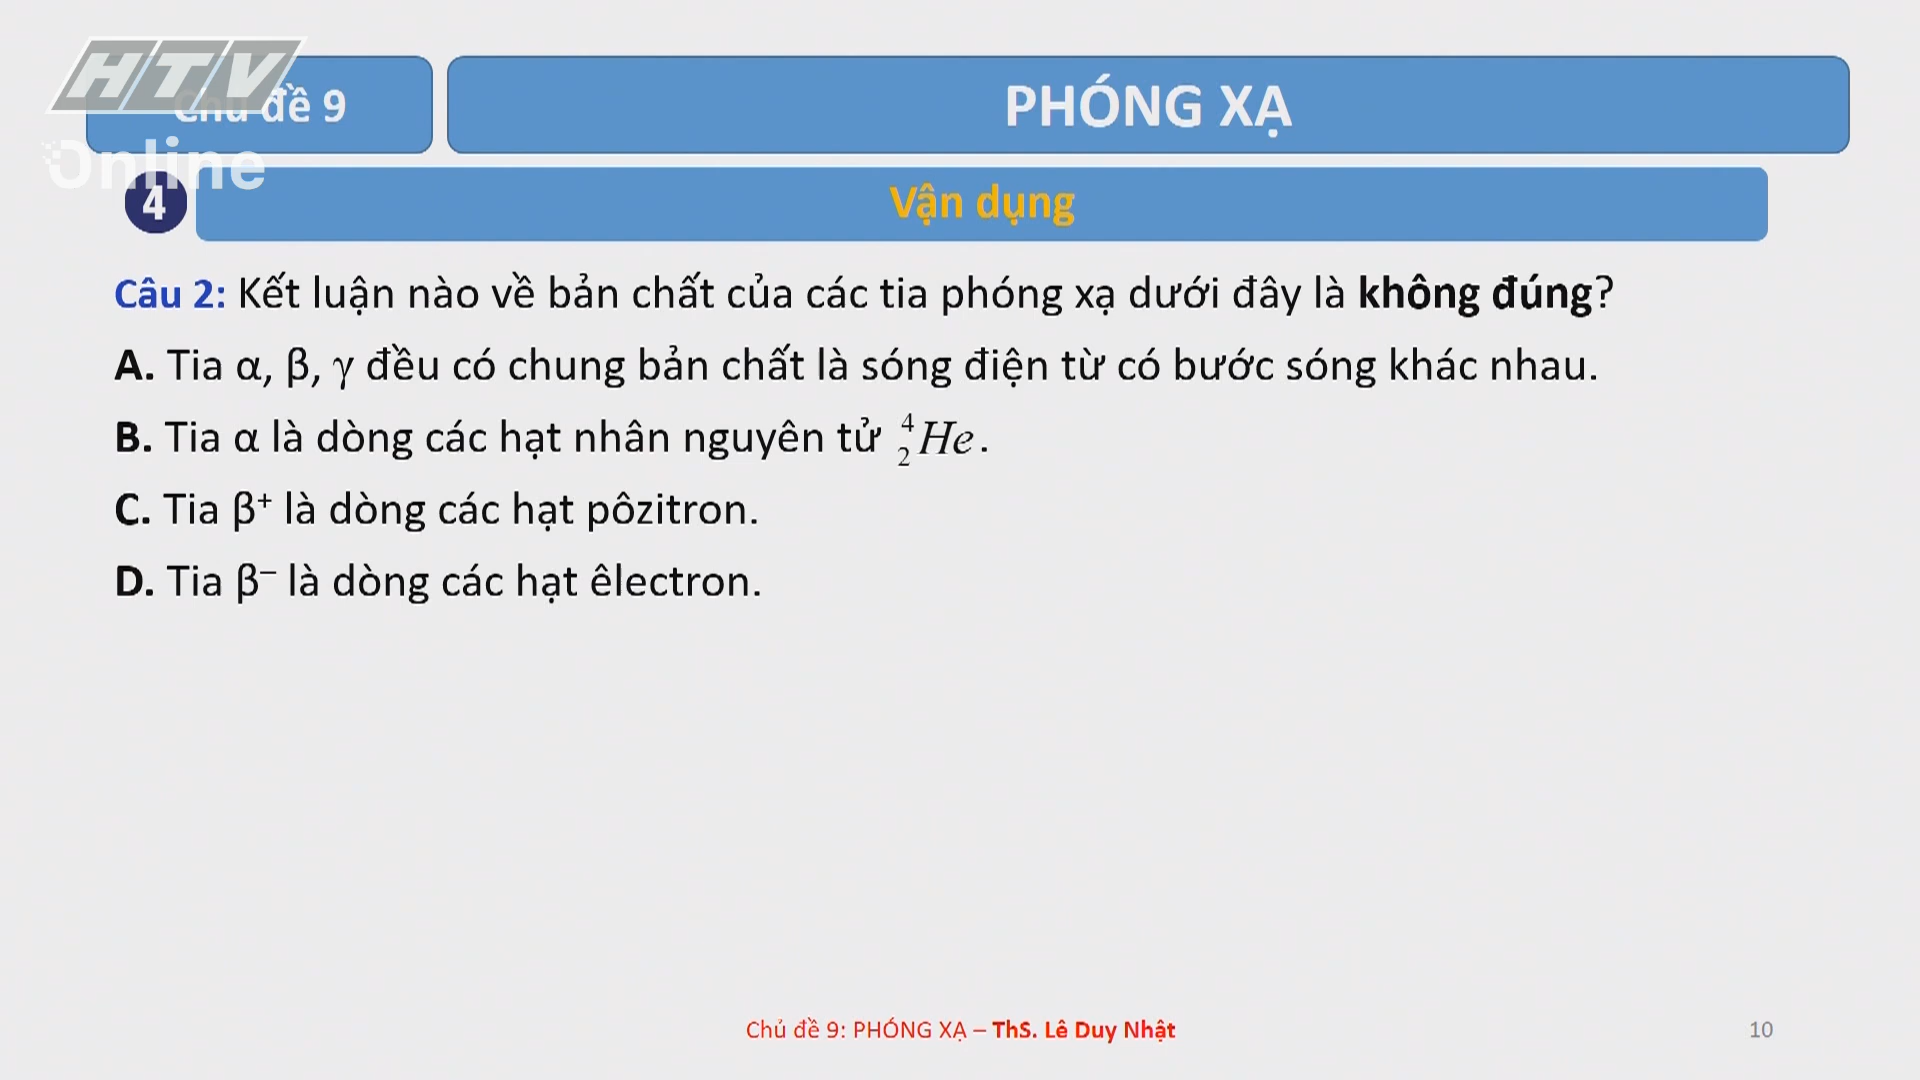 HTV
Online
Chủ đề 9
PHÓNG XẠ
4
Vận dụng
Câu 2: Kết luận nào về bản chất của các tia phóng xạ dưới đây là không đúng?
A. Tia α, β, γ đều có chung bản chất là sóng điện từ có bước sóng khác nhau.
B. Tia α là dòng các hạt nhân nguyên tử ⁴₂He.
C. Tia β⁺ là dòng các hạt pôzitron.
D. Tia β⁻ là dòng các hạt êlectron.
Chủ đề 9: PHÓNG XẠ – ThS. Lê Duy Nhật
10